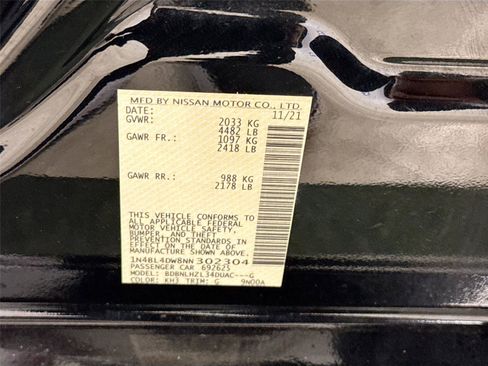 MFD BY NISSAN MOTOR CO., LTD.
DATE: 11/21
GVWR: 2033 KG
4482 LB
GAWR FR.: 1097 KG
2418 LB
GAWR RR.: 988 KG
2178 LB
THIS VEHICLE CONFORMS TO
ALL APPLICABLE FEDERAL
MOTOR VEHICLE SAFETY,
BUMPER, AND THEFT
PREVENTION STANDARDS IN
EFFECT ON THE DATE OF
MANUFACTURE SHOWN ABOVE.
1N4BL4DW8NN302304
PASSENGER CAR 692625
MODEL: BDBNLHZL34DUAC---G
COLOR: KH3 TRIM: G 9N00A